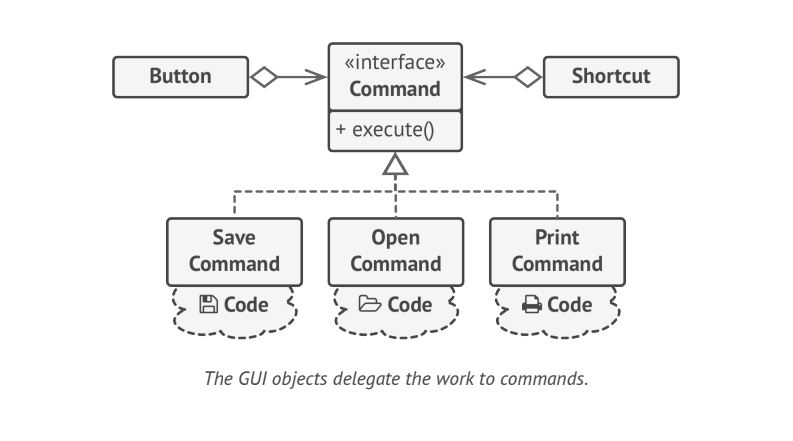 Button
«interface»
Command
+ execute()
Shortcut
Save
Command
Open
Command
Print
Command
Code
Code
Code
The GUI objects delegate the work to commands.